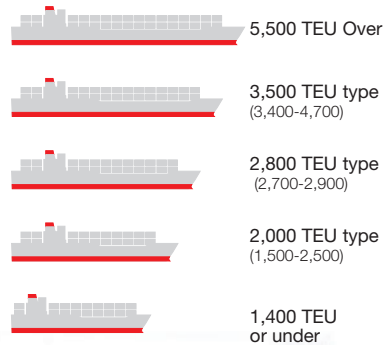 5,500 TEU Over
3,500 TEU type
(3,400-4,700)
2,800 TEU type
(2,700-2,900)
2,000 TEU type
(1,500-2,500)
1,400 TEU
or under